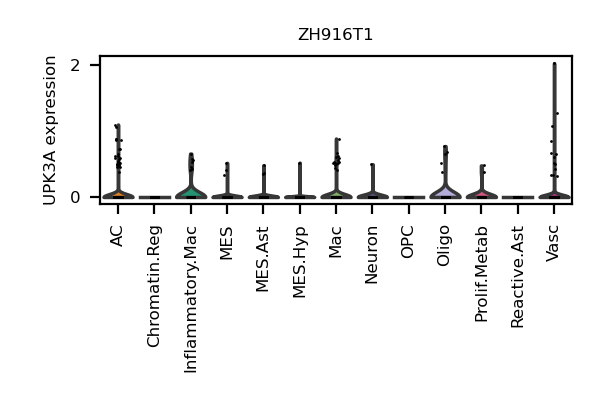 ZH916T1
UPK3A expression
2
0
AC
Chromatin.Reg
Inflammatory.Mac
MES
MES.Ast
MES.Hyp
Mac
Neuron
OPC
Oligo
Prolif.Metab
Reactive.Ast
Vasc